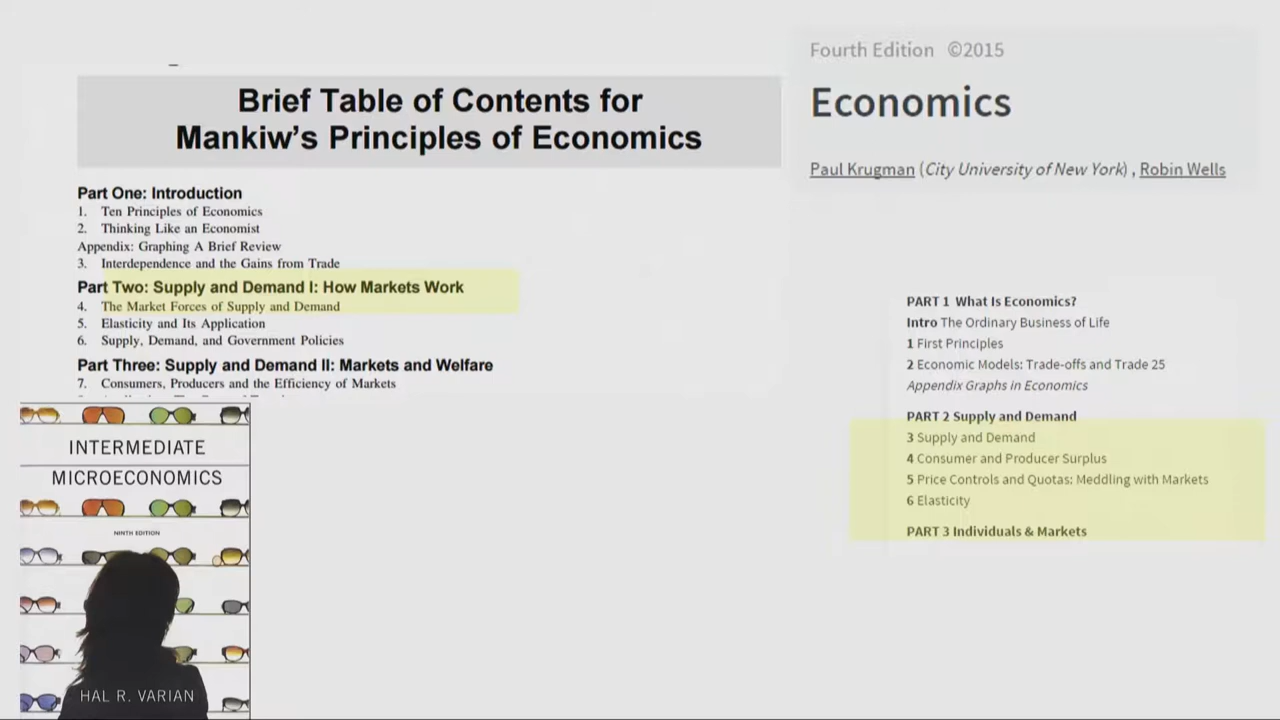 Brief Table of Contents for
Mankiw's Principles of Economics
Part One: Introduction
1. Ten Principles of Economics
2. Thinking Like an Economist
Appendix: Graphing A Brief Review
3. Interdependence and the Gains from Trade
Part Two: Supply and Demand I: How Markets Work
4. The Market Forces of Supply and Demand
5. Elasticity and Its Application
6. Supply, Demand, and Government Policies
Part Three: Supply and Demand II: Markets and Welfare
7. Consumers, Producers and the Efficiency of Markets
INTERMEDIATE
MICROECONOMICS
NINTH EDITION
HAL R. VARIAN
Fourth Edition ©2015
Economics
Paul Krugman (City University of New York) , Robin Wells
PART 1 What Is Economics?
Intro The Ordinary Business of Life
1 First Principles
2 Economic Models: Trade-offs and Trade 25
Appendix Graphs in Economics
PART 2 Supply and Demand
3 Supply and Demand
4 Consumer and Producer Surplus
5 Price Controls and Quotas: Meddling with Markets
6 Elasticity
PART 3 Individuals & Markets